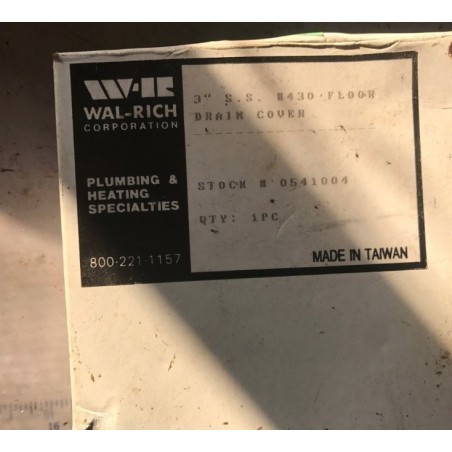 W-R
WAL-RICH
CORPORATION
PLUMBING &
HEATING
SPECIALTIES
800-221-1157
3" S.S. #430 FLOOR
DRAIN COVER
STOCK # 0541004
QTY: 1PC
MADE IN TAIWAN
16